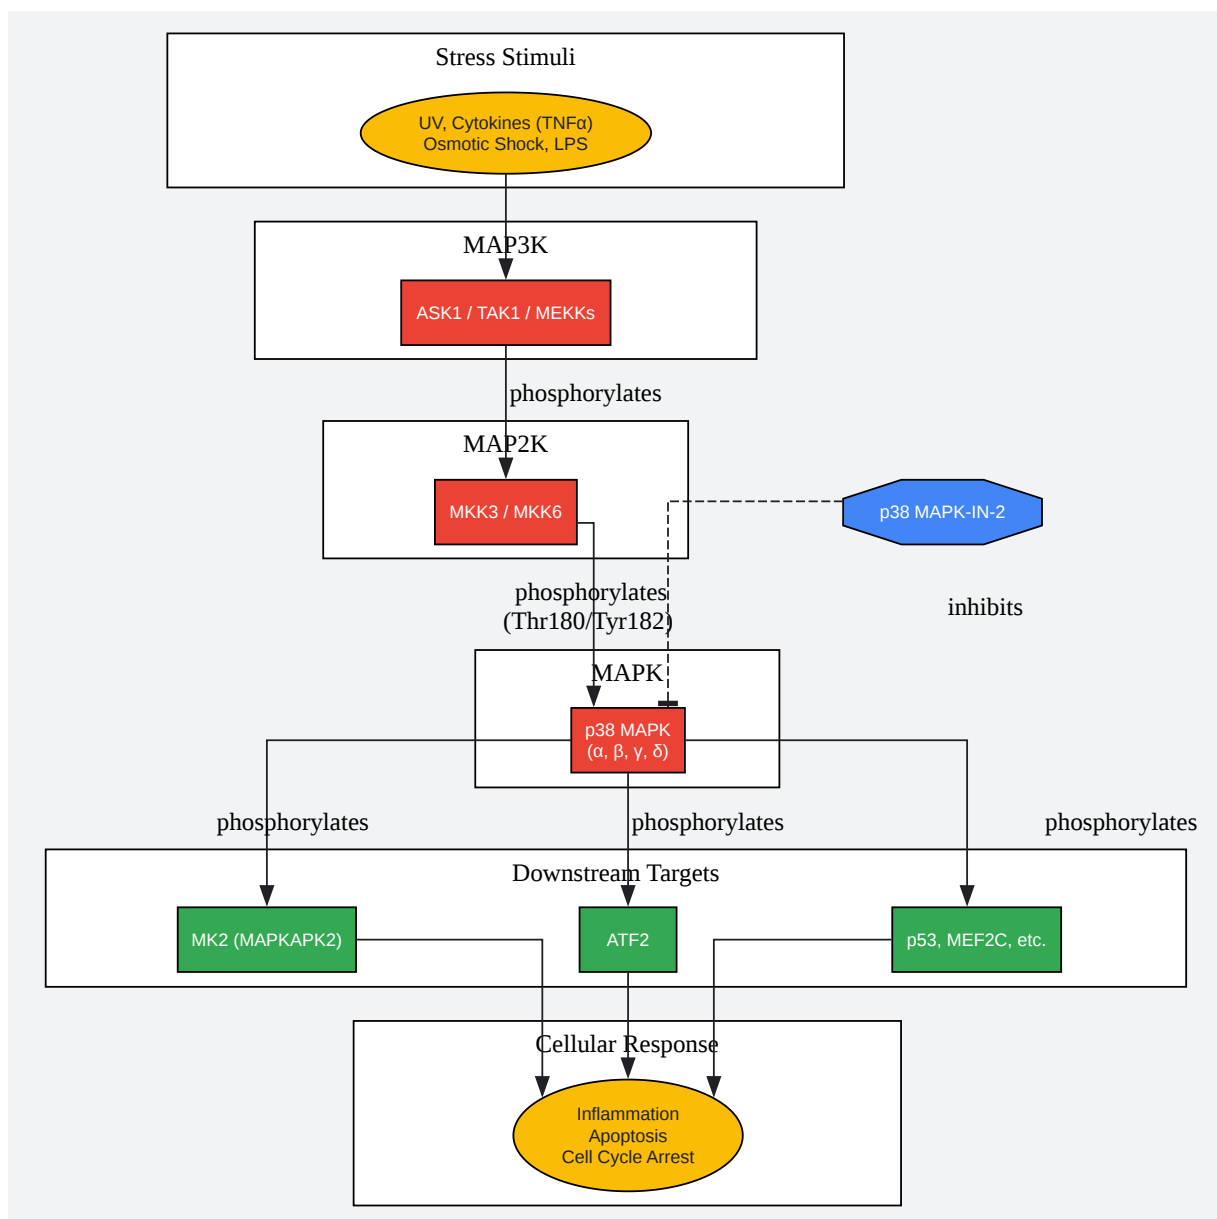 Stress Stimuli
UV, Cytokines (TNFα)
Osmotic Shock, LPS
MAP3K
ASK1 / TAK1 / MEKKs
phosphorylates
MAP2K
MKK3 / MKK6
p38 MAPK-IN-2
phosphorylates
(Thr180/Tyr182)
inhibits
MAPK
p38 MAPK
(α, β, γ, δ)
phosphorylates
phosphorylates
phosphorylates
Downstream Targets
MK2 (MAPKAPK2)
ATF2
p53, MEF2C, etc.
Cellular Response
Inflammation
Apoptosis
Cell Cycle Arrest